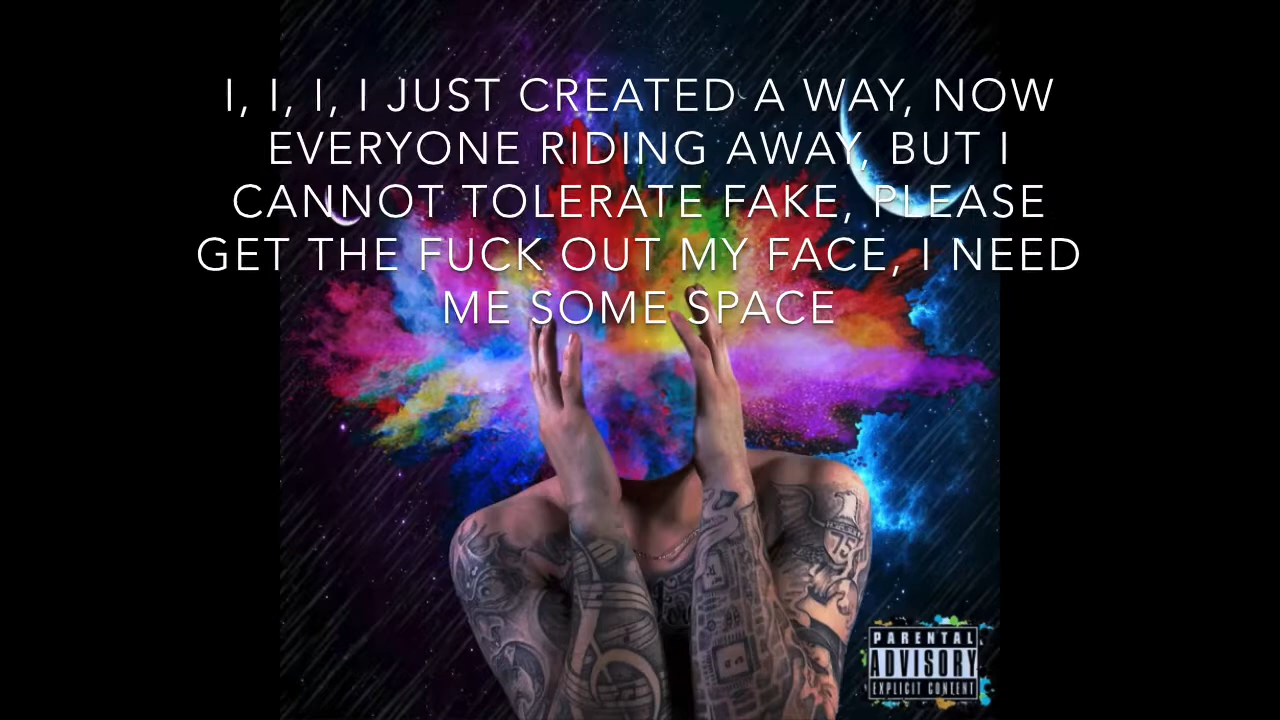 I, I, I, I JUST CREATED A WAY, NOW
EVERYONE RIDING AWAY, BUT I
CANNOT TOLERATE FAKE, PLEASE
GET THE FUCK OUT MY FACE, I NEED
ME SOME SPACE
75
PARENTAL
ADVISORY
EXPLICIT CONTENT